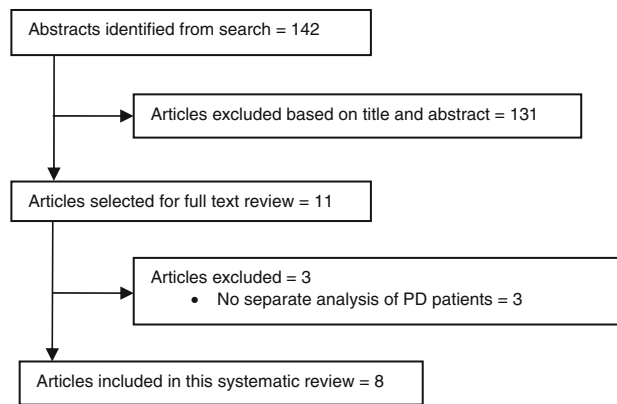 Abstracts identified from search = 142
Articles excluded based on title and abstract = 131
Articles selected for full text review = 11
Articles excluded = 3
• No separate analysis of PD patients = 3
Articles included in this systematic review = 8